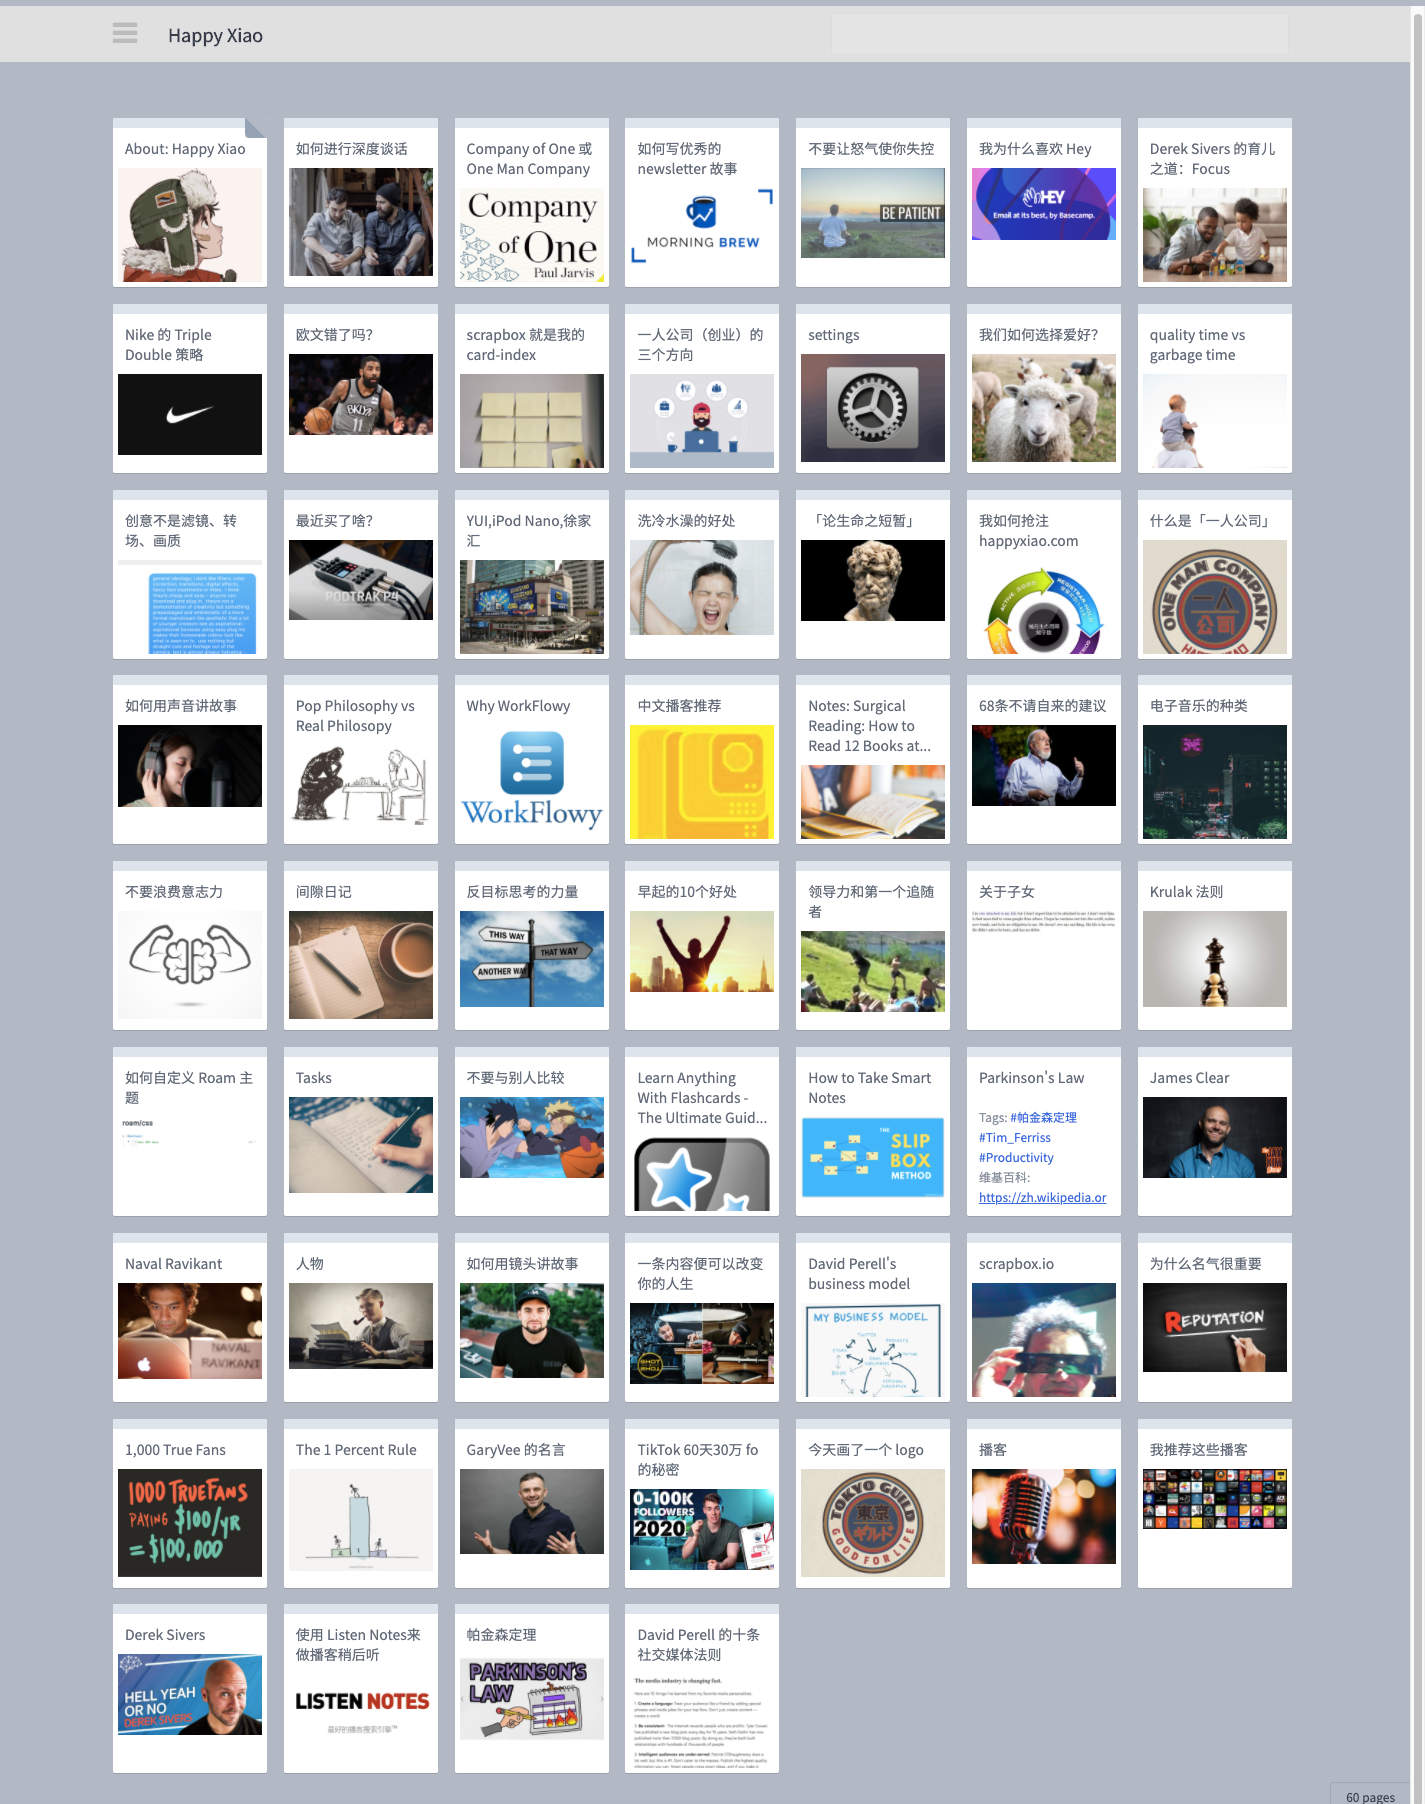 Happy Xiao
About: Happy Xiao
如何进行深度谈话
Company of One 或
One Man Company
Company
of One
Paul Jarvis
如何写优秀的
newsletter 故事
MORNING BREW
不要让怒气使你失控
BE PATIENT
我为什么喜欢 Hey
HEY
Email at its best, by Basecamp.
Derek Sivers 的育儿
之道：Focus
Nike 的 Triple
Double 策略
欧文错了吗？
BKLYN
11
scrapbox 就是我的
card-index
一人公司（创业）的
三个方向
settings
我们如何选择爱好？
quality time vs
garbage time
创意不是滤镜、转
场、画质
最近买了啥？
PODTRAK P4
YUI,iPod Nano,徐家
汇
洗冷水澡的好处
「论生命之短暂」
我如何抢注
happyxiao.com
什么是「一人公司」
ONE MAN COMPANY
一人
公司
HAPPY XIAO
如何用声音讲故事
Pop Philosophy vs
Real Philosopy
Why WorkFlowy
WorkFlowy
中文播客推荐
Notes: Surgical
Reading: How to
Read 12 Books at...
68条不请自来的建议
电子音乐的种类
不要浪费意志力
间隙日记
反目标思考的力量
THIS WAY
THAT WAY
ANOTHER WAY
早起的10个好处
领导力和第一个追随
者
关于子女
Krulak 法则
如何自定义 Roam 主
题
roam/css
Tasks
不要与别人比较
Learn Anything
With Flashcards -
The Ultimate Guid...
How to Take Smart
Notes
THE
SLIP
BOX
METHOD
Parkinson's Law
Tags: #帕金森定理
#Tim_Ferriss
#Productivity
维基百科:
https://zh.wikipedia.or
James Clear
Naval Ravikant
NAVAL
RAVIKANT
人物
如何用镜头讲故事
一条内容便可以改变
你的人生
David Perell's
business model
MY BUSINESS MODEL
TWITTER
scrapbox.io
为什么名气很重要
REPUTATION
1,000 True Fans
1000 TRUE FANS
PAYING $100/YR
= $100,000
The 1 Percent Rule
GaryVee 的名言
TikTok 60天30万 fo
的秘密
0-100K
FOLLOWERS
2020
今天画了一个 logo
TOKYO GUILD
東京
ギルド
GOOD FOR LIFE
播客
我推荐这些播客
Derek Sivers
HELL YEAH
OR NO
DEREK SIVERS
使用 Listen Notes来
做播客稍后听
LISTEN NOTES
最好的播客搜索引擎™
帕金森定理
PARKINSON'S
LAW
David Perell 的十条
社交媒体法则
The media industry is changing fast.
60 pages